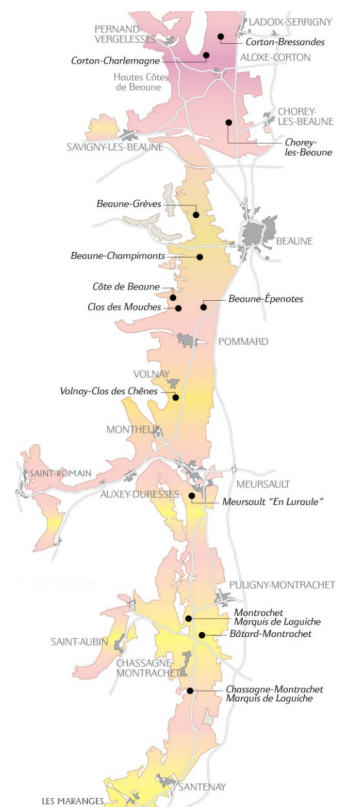 PERNAND-
VERGELESSES
LADOIX-SERRIGNY
Corton-Bressandes
Corton-Charlemagne
ALOXE-CORTON
Hautes Côtes
de Beaune
CHOREY-
LES-BEAUNE
SAVIGNY-LES-BEAUNE
Chorey-
les-Beaune
Beaune-Grèves
BEAUNE
Beaune-Champimonts
Côte de Beaune
Clos des Mouches
Beaune-Épenotes
POMMARD
VOLNAY
Volnay-Clos des Chênes
MONTHELIE
SAINT-ROMAIN
MEURSAULT
AUXEY-DURESSES
Meursault "En Luraule"
PULIGNY-MONTRACHET
Montrachet
Marquis de Laguiche
Bâtard-Montrachet
SAINT-AUBIN
CHASSAGNE-
MONTRACHET
Chassagne-Montrachet
Marquis de Laguiche
SANTENAY
LES MARANGES